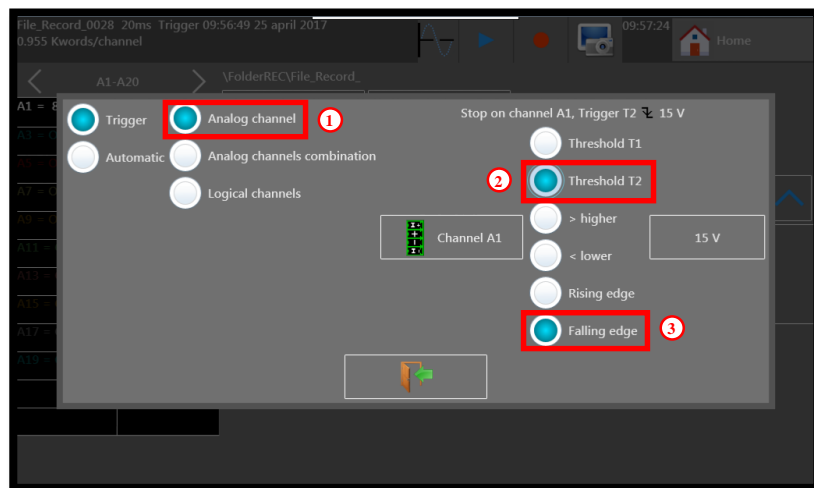 File_Record_0028 20ms Trigger 09:56:49 25 april 2017
0.955 Kwords/channel
09:57:24
Home
A1-A20
\FolderREC\File_Record_
A1 = 8
A3 =
A7 =
A9 =
A11 =
A13 =
A15 =
A17 =
A19 =
Trigger
Automatic
Analog channel
1
Analog channels combination
Logical channels
Stop on channel A1, Trigger T2 15 V
Threshold T1
2
Threshold T2
> higher
Channel A1
15 V
< lower
Rising edge
Falling edge
3